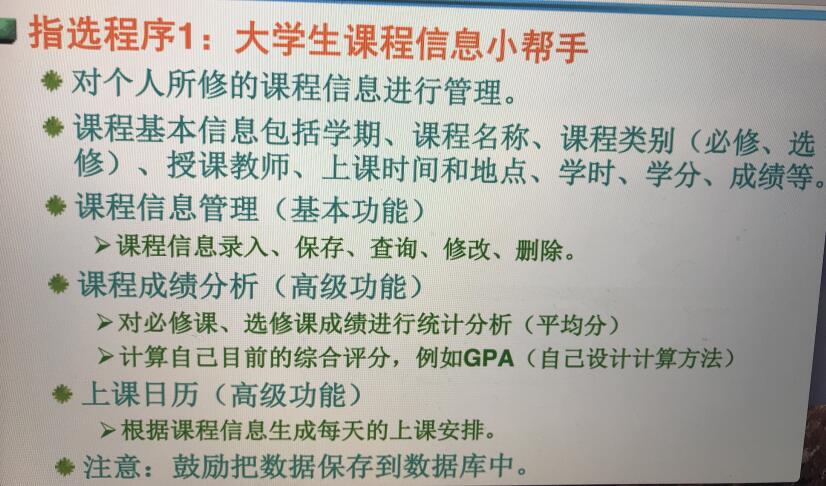 指选程序1：大学生课程信息小帮手
对个人所修的课程信息进行管理。
课程基本信息包括学期、课程名称、课程类别（必修、选
修）、授课教师、上课时间和地点、学时、学分、成绩等。
课程信息管理（基本功能）
课程信息录入、保存、查询、修改、删除。
课程成绩分析（高级功能）
对必修课、选修课成绩进行统计分析（平均分）
计算自己目前的综合评分，例如GPA（自己设计计算方法）
上课日历（高级功能）
根据课程信息生成每天的上课安排。
注意：鼓励把数据保存到数据库中。